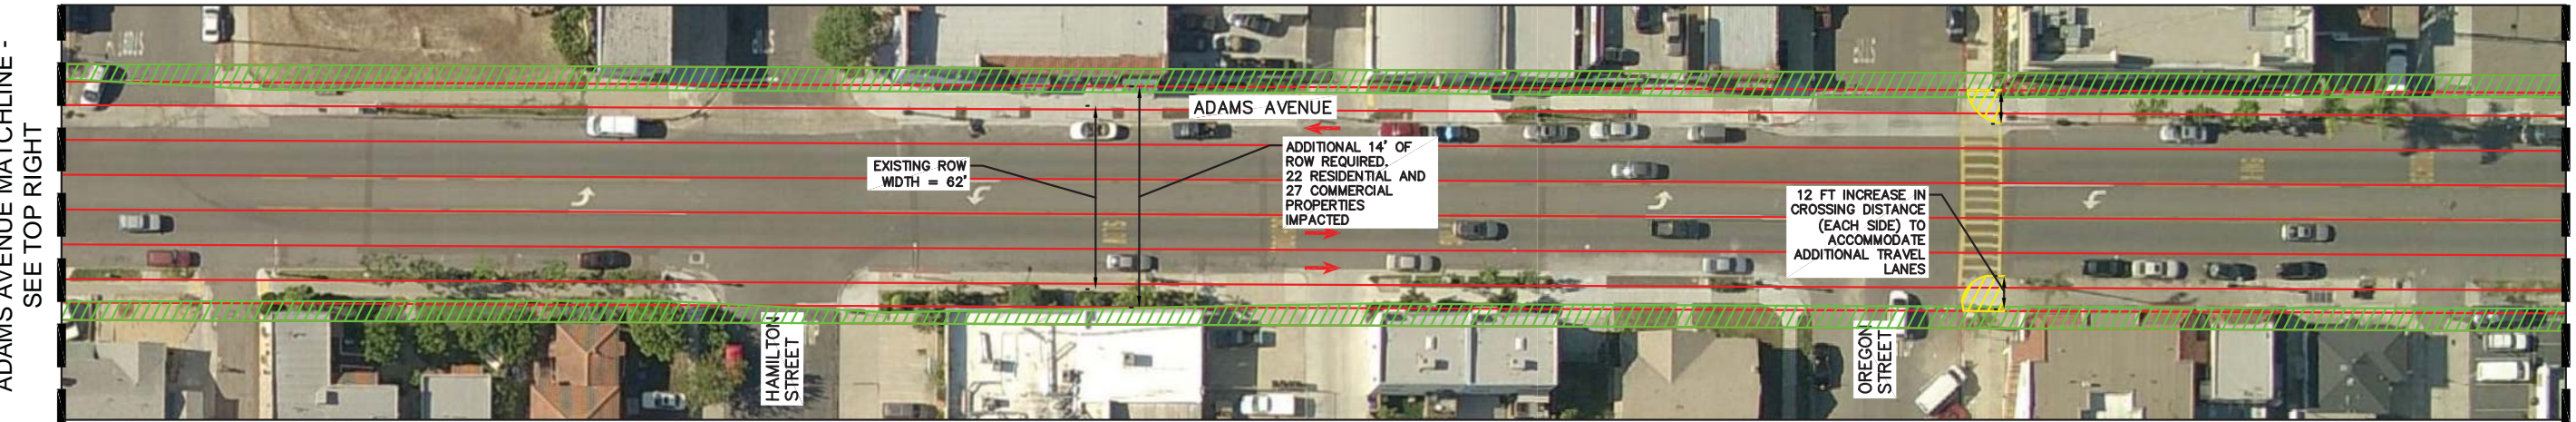 ADAMS AVENUE MATCHLINE -
SEE TOP RIGHT
ADAMS AVENUE
EXISTING ROW
WIDTH = 62'
ADDITIONAL 14' OF
ROW REQUIRED.
22 RESIDENTIAL AND
27 COMMERCIAL
PROPERTIES
IMPACTED
12 FT INCREASE IN
CROSSING DISTANCE
(EACH SIDE) TO
ACCOMMODATE
ADDITIONAL TRAVEL
LANES
HAMILTON
STREET
OREGON
STREET
STOP